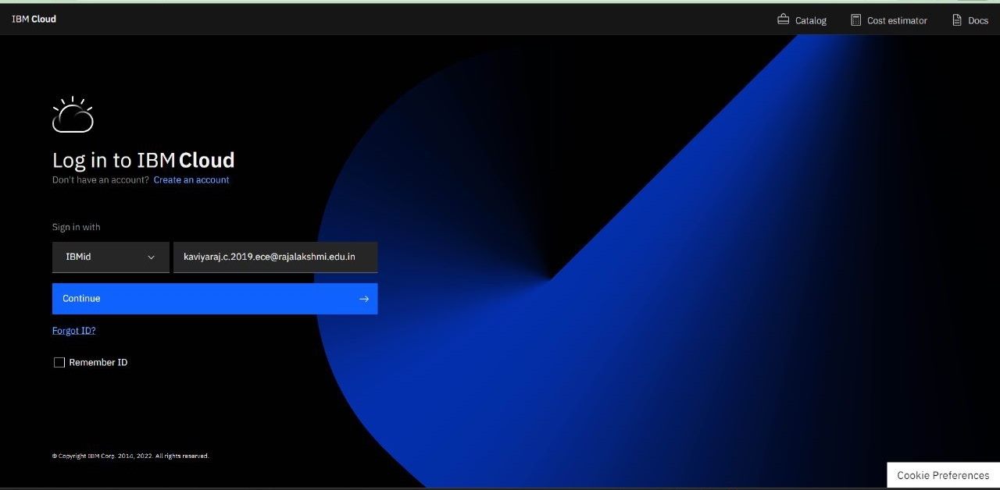 IBM Cloud
Catalog
Cost estimator
Docs
Log in to IBM Cloud
Don't have an account? Create an account
Sign in with
IBMid
kaviyaraj.c.2019.ece@rajalakshmi.edu.in
Continue
Forgot ID?
Remember ID
© Copyright IBM Corp. 2014, 2022. All rights reserved.
Cookie Preferences